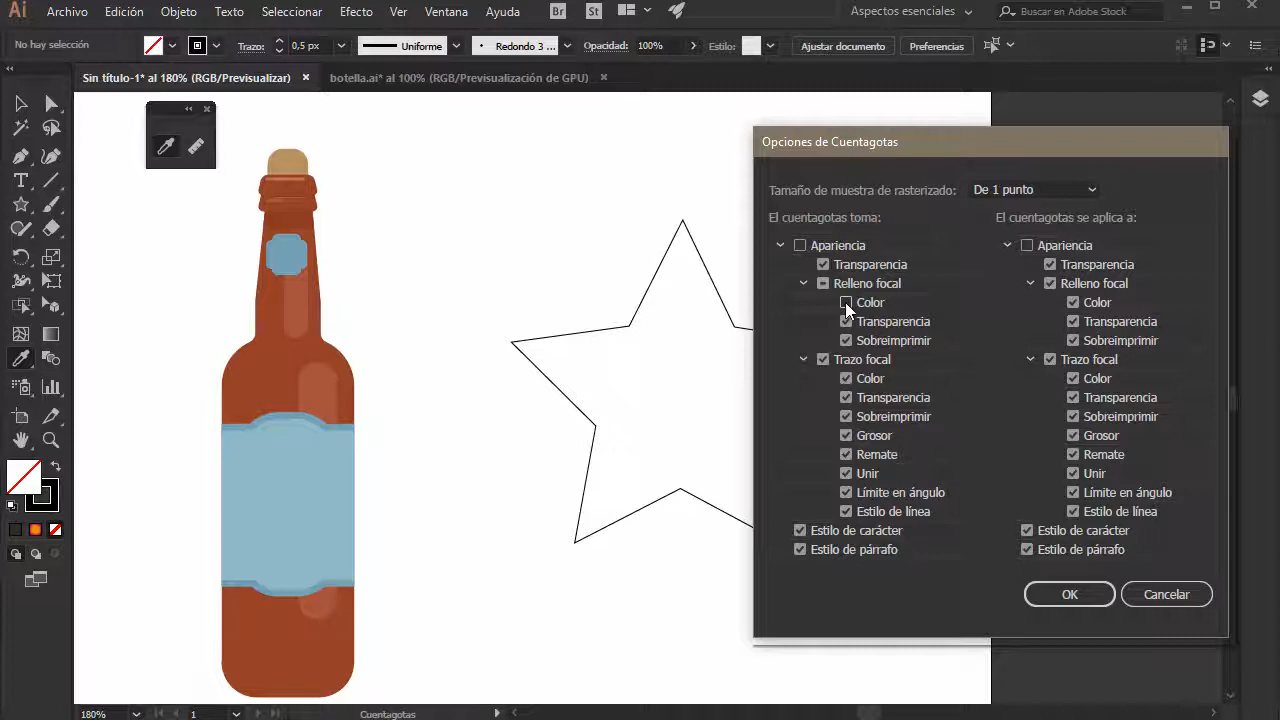 Ai Archivo Edición Objeto Texto Seleccionar Efecto Ver Ventana Ayuda Br St Aspectos esenciales Buscar en Adobe Stock
No hay selección Trazo: 0,5 px Uniforme Redondo 3 ... Opacidad: 100% Estilo: Ajustar documento Preferencias
Sin título-1* al 180% (RGB/Previsualizar) botella.ai* al 100% (RGB/Previsualización de GPU)
Opciones de Cuentagotas
Tamaño de muestra de rasterizado: De 1 punto
El cuentagotas toma: El cuentagotas se aplica a:
Apariencia Apariencia
Transparencia Transparencia
Relleno focal Relleno focal
Color Color
Transparencia Transparencia
Sobreimprimir Sobreimprimir
Trazo focal Trazo focal
Color Color
Transparencia Transparencia
Sobreimprimir Sobreimprimir
Grosor Grosor
Remate Remate
Unir Unir
Límite en ángulo Límite en ángulo
Estilo de línea Estilo de línea
Estilo de carácter Estilo de carácter
Estilo de párrafo Estilo de párrafo
OK Cancelar
180% 1 Cuentagotas